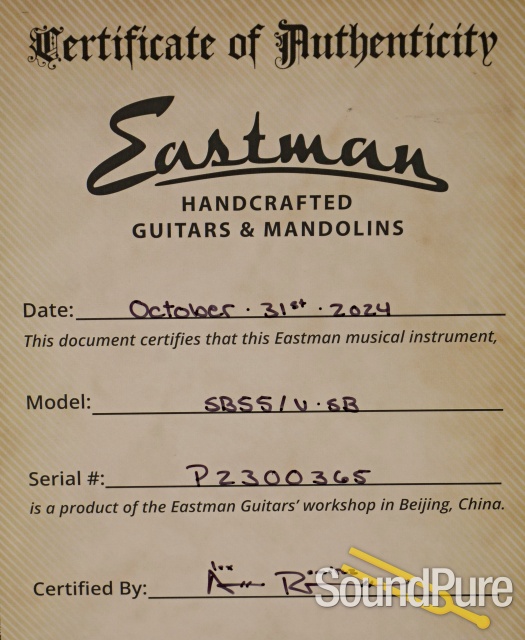 Certificate of Authenticity
Eastman
HANDCRAFTED
GUITARS & MANDOLINS
Date: October · 31st · 2024
This document certifies that this Eastman musical instrument,
Model: SB55/V·SB
Serial #: P2300365
is a product of the Eastman Guitars' workshop in Beijing, China.
Certified By:
SoundPure